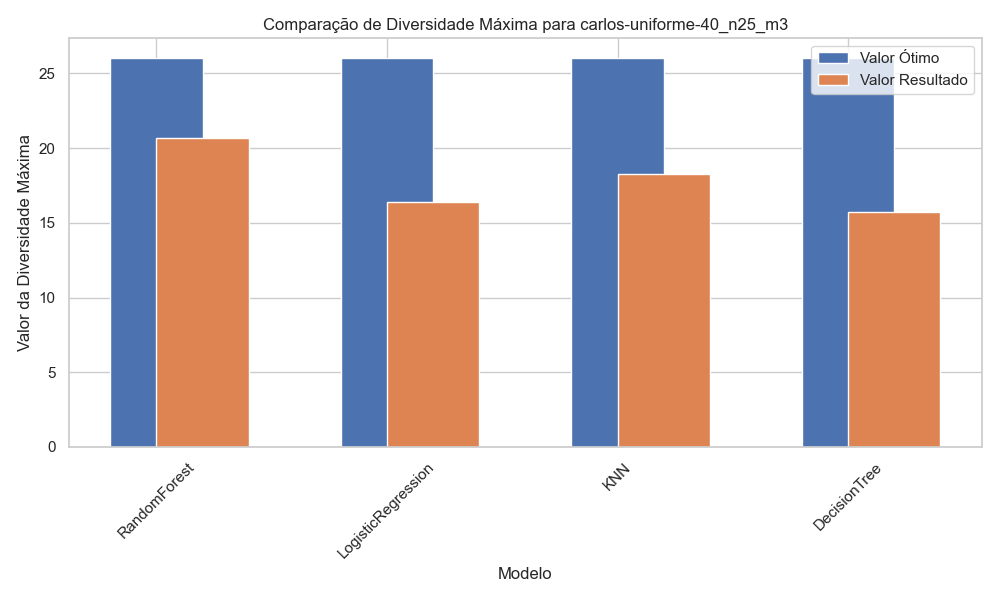 Comparação de Diversidade Máxima para carlos-uniforme-40_n25_m3
Valor Ótimo
Valor Resultado
Valor da Diversidade Máxima
25
20
15
10
5
0
RandomForest
LogisticRegression
KNN
DecisionTree
Modelo